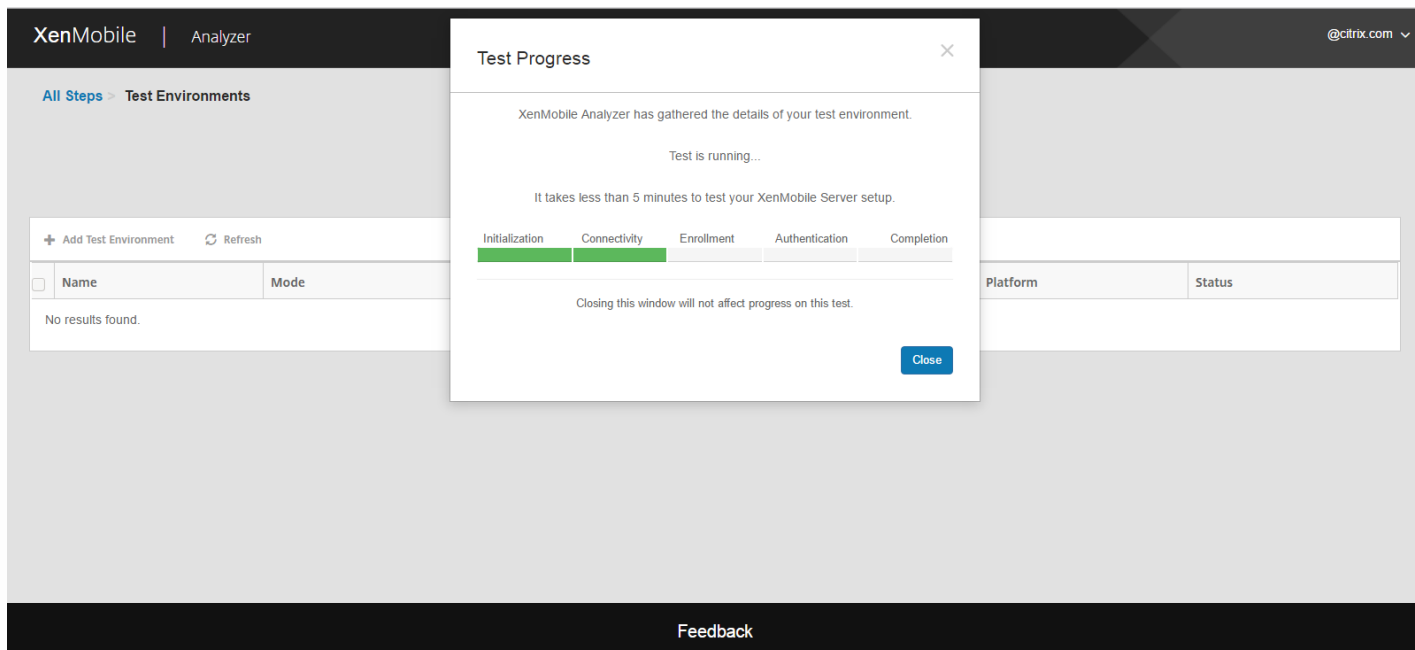 XenMobile | Analyzer
@citrix.com
All Steps > Test Environments
Test Progress
XenMobile Analyzer has gathered the details of your test environment.
Test is running...
It takes less than 5 minutes to test your XenMobile Server setup.
Initialization Connectivity Enrollment Authentication Completion
Closing this window will not affect progress on this test.
Close
Add Test Environment Refresh
Name Mode Platform Status
No results found.
Feedback